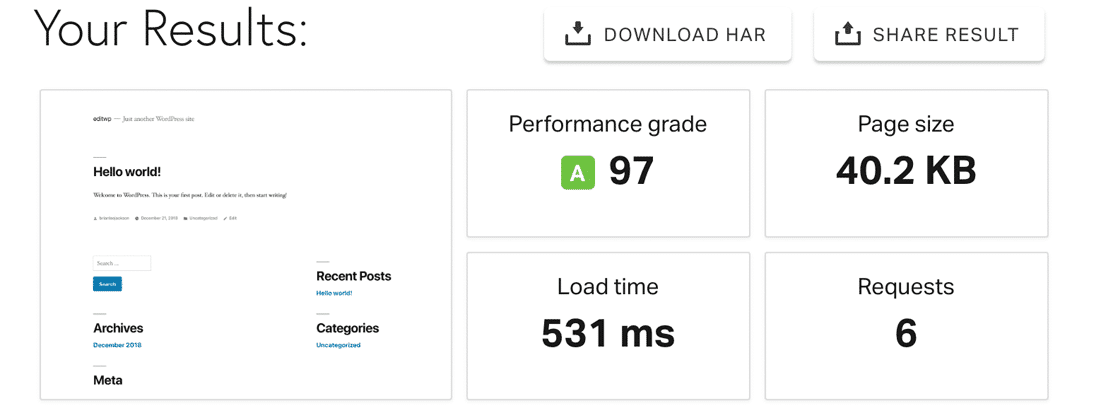 Your Results:
DOWNLOAD HAR
SHARE RESULT
editwp — Just another WordPress site
Hello world!
Welcome to WordPress. This is your first post. Edit or delete it, then start writing!
December 21, 2018 Uncategorized Edit
Search ...
Search
Recent Posts
Hello world!
Archives
December 2018
Categories
Uncategorized
Meta
Performance grade
A 97
Page size
40.2 KB
Load time
531 ms
Requests
6